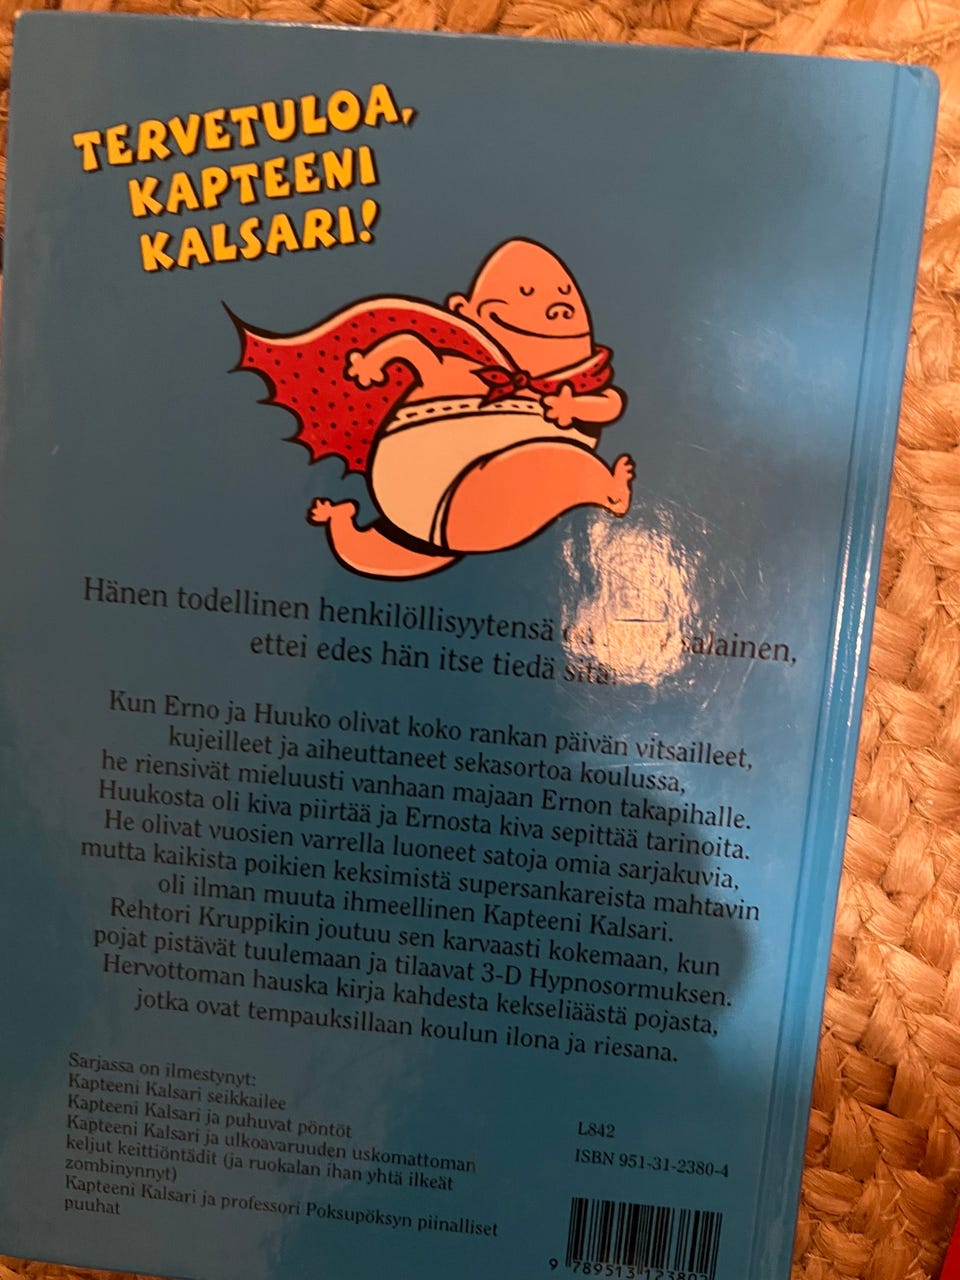 TERVETULOA,
KAPTEENI
KALSARI!
Hänen todellinen henkilöllisyytensä salainen,
ettei edes hän itse tiedä sitä!
Kun Erno ja Huuko olivat koko rankan päivän vitsailleet,
kujeilleet ja aiheuttaneet sekasortoa koulussa,
he riensivät mieluusti vanhaan majaan Ernon takapihalle.
Huukosta oli kiva piirtää ja Ernosta kiva sepittää tarinoita.
He olivat vuosien varrella luoneet satoja omia sarjakuvia,
mutta kaikista poikien keksimistä supersankareista mahtavin
oli ilman muuta ihmeellinen Kapteeni Kalsari.
Rehtori Kruppikin joutuu sen karvaasti kokemaan, kun
pojat pistävät tuulemaan ja tilaavat 3-D Hypnosormuksen.
Hervottoman hauska kirja kahdesta kekseliäästä pojasta,
jotka ovat tempauksillaan koulun ilona ja riesana.
Sarjassa on ilmestynyt:
Kapteeni Kalsari seikkailee
Kapteeni Kalsari ja puhuvat pöntöt
Kapteeni Kalsari ja ulkoavaruuden uskomattoman
keljut keittiöntädit (ja ruokalan ihan yhtä ilkeät
zombinynnyt)
Kapteeni Kalsari ja professori Poksupöksyn piinalliset
puuhat
L842
ISBN 951-31-2380-4
9 789513 123802